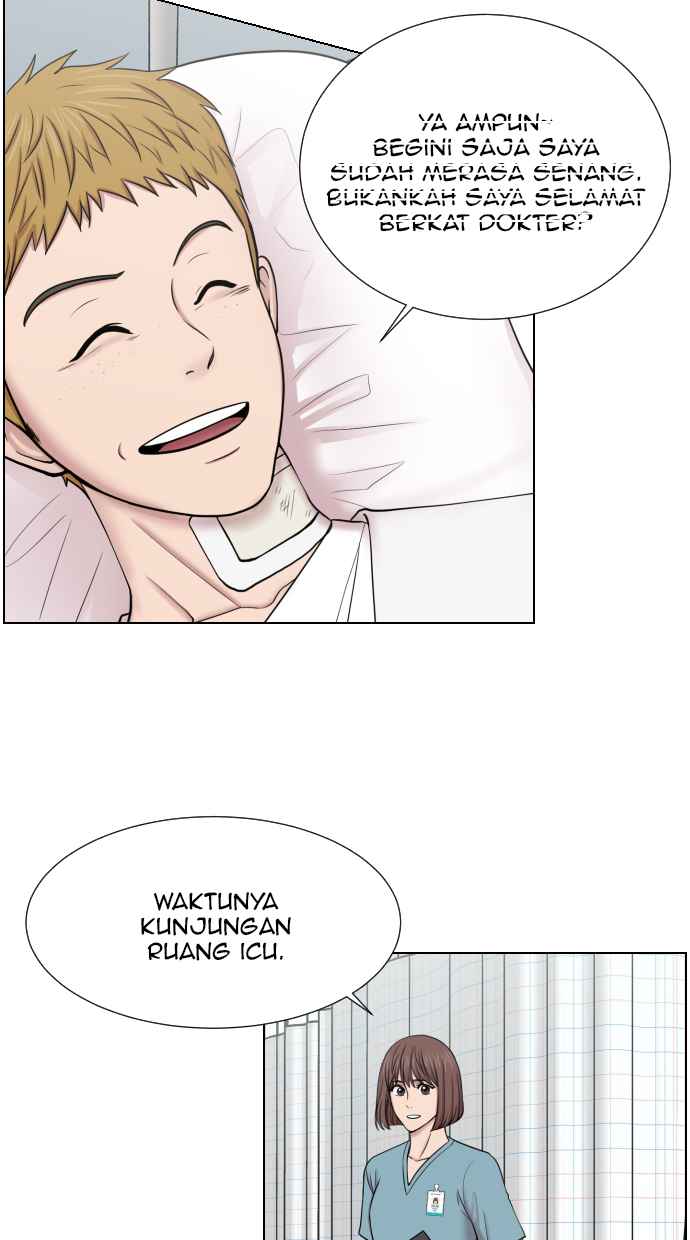 YA AMPUN~
BEGINI SAJA SAYA
SUDAH MERASA SENANG.
BUKANKAH SAYA SELAMAT
BERKAT DOKTER?
WAKTUNYA
KUNJUNGAN
RUANG ICU.